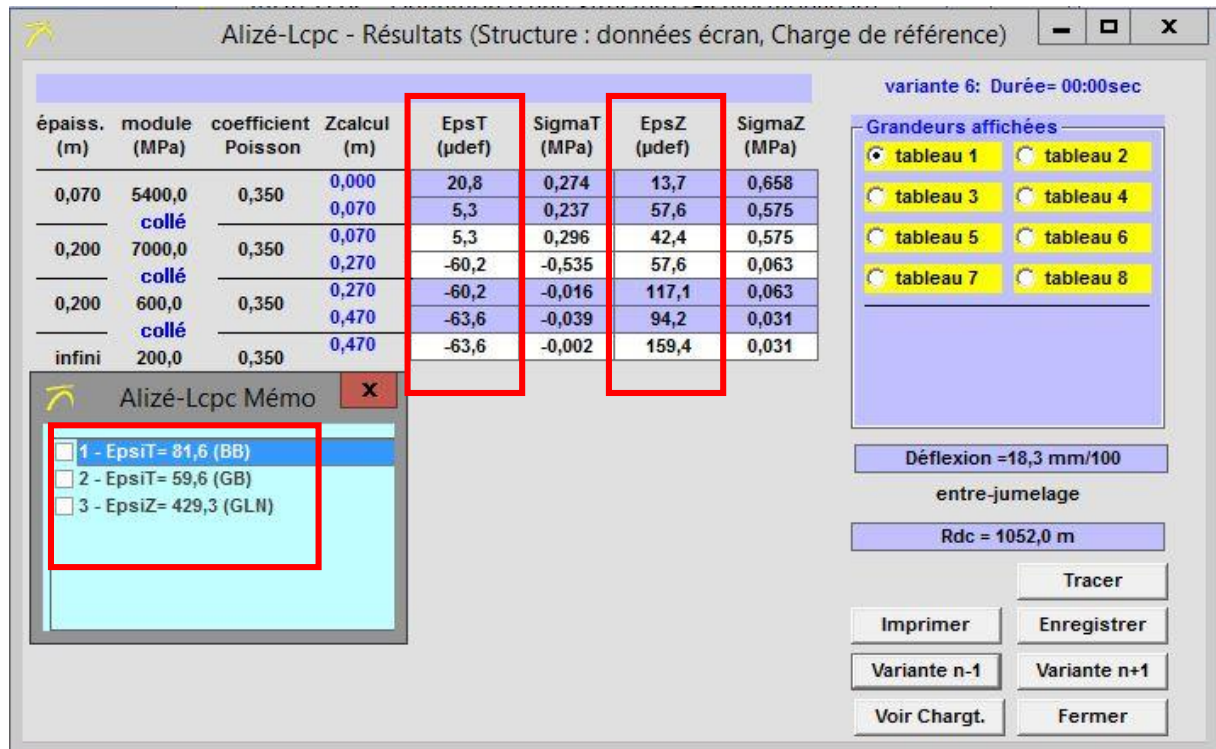 Alizé-Lcpc - Résultats (Structure : données écran, Charge de référence)
variante 6: Durée= 00:00sec
épaiss. module coefficient Zcalcul EpsT SigmaT EpsZ SigmaZ
(m) (MPa) Poisson (m) (µdef) (MPa) (µdef) (MPa)
0,000 20,8 0,274 13,7 0,658
0,070 5400,0 0,350
0,070 5,3 0,237 57,6 0,575
collé
0,070 5,3 0,296 42,4 0,575
0,200 7000,0 0,350
0,270 -60,2 -0,535 57,6 0,063
collé
0,270 -60,2 -0,016 117,1 0,063
0,200 600,0 0,350
0,470 -63,6 -0,039 94,2 0,031
collé
0,470 -63,6 -0,002 159,4 0,031
infini 200,0 0,350
Grandeurs affichées
tableau 1 tableau 2
tableau 3 tableau 4
tableau 5 tableau 6
tableau 7 tableau 8
Alizé-Lcpc Mémo
1 - EpsiT= 81,6 (BB)
2 - EpsiT= 59,6 (GB)
3 - EpsiZ= 429,3 (GLN)
Déflexion =18,3 mm/100
entre-jumelage
Rdc = 1052,0 m
Tracer
Imprimer Enregistrer
Variante n-1 Variante n+1
Voir Chargt. Fermer